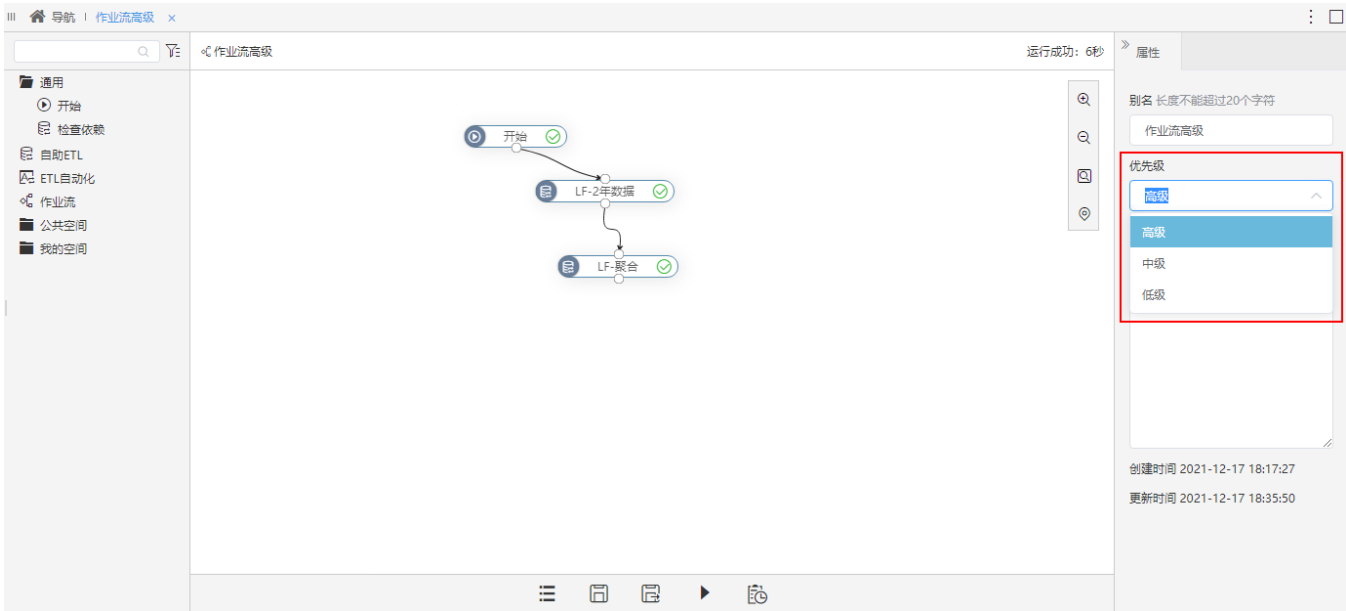 导航 作业流高级 ×
作业流高级
运行成功：6秒
属性
通用
开始
检查依赖
自助ETL
ETL自动化
作业流
公共空间
我的空间
开始
LF-2年数据
LF-聚合
别名 长度不能超过20个字符
作业流高级
优先级
高级
高级
中级
低级
创建时间 2021-12-17 18:17:27
更新时间 2021-12-17 18:35:50